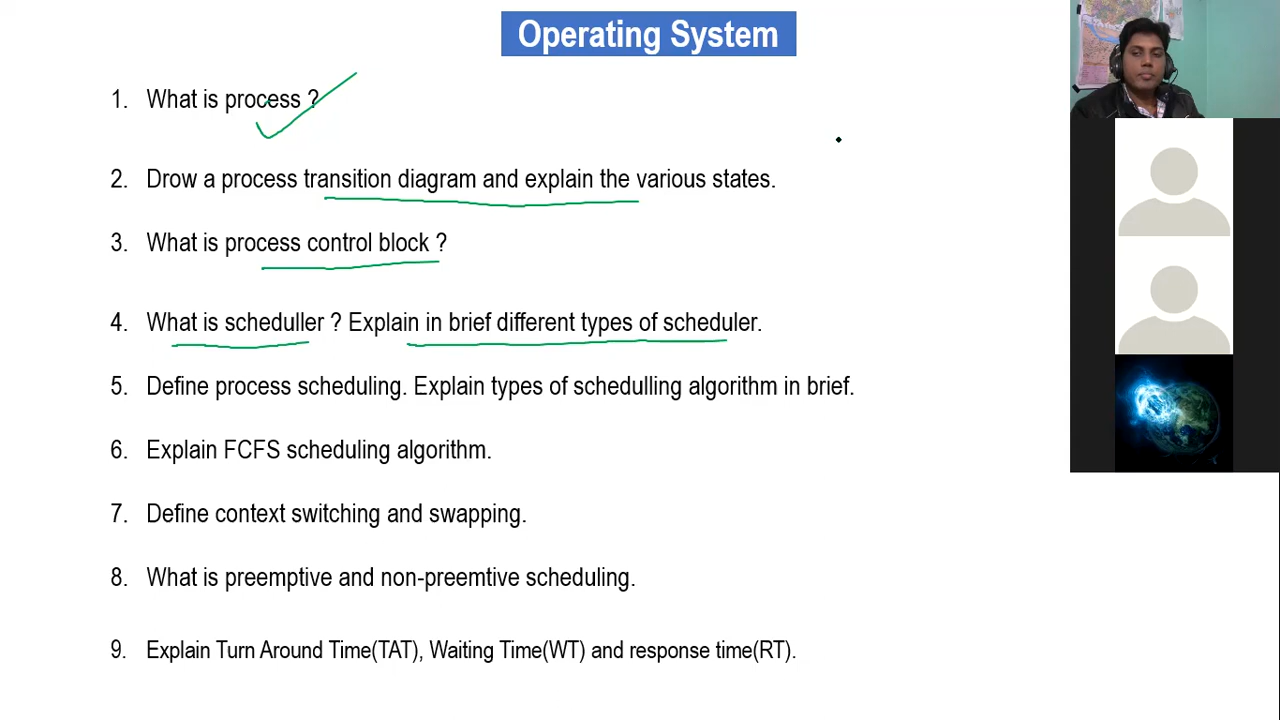 Operating System
1. What is process ?
2. Drow a process transition diagram and explain the various states.
3. What is process control block ?
4. What is scheduller ? Explain in brief different types of scheduler.
5. Define process scheduling. Explain types of schedulling algorithm in brief.
6. Explain FCFS scheduling algorithm.
7. Define context switching and swapping.
8. What is preemptive and non-preemtive scheduling.
9. Explain Turn Around Time(TAT), Waiting Time(WT) and response time(RT).